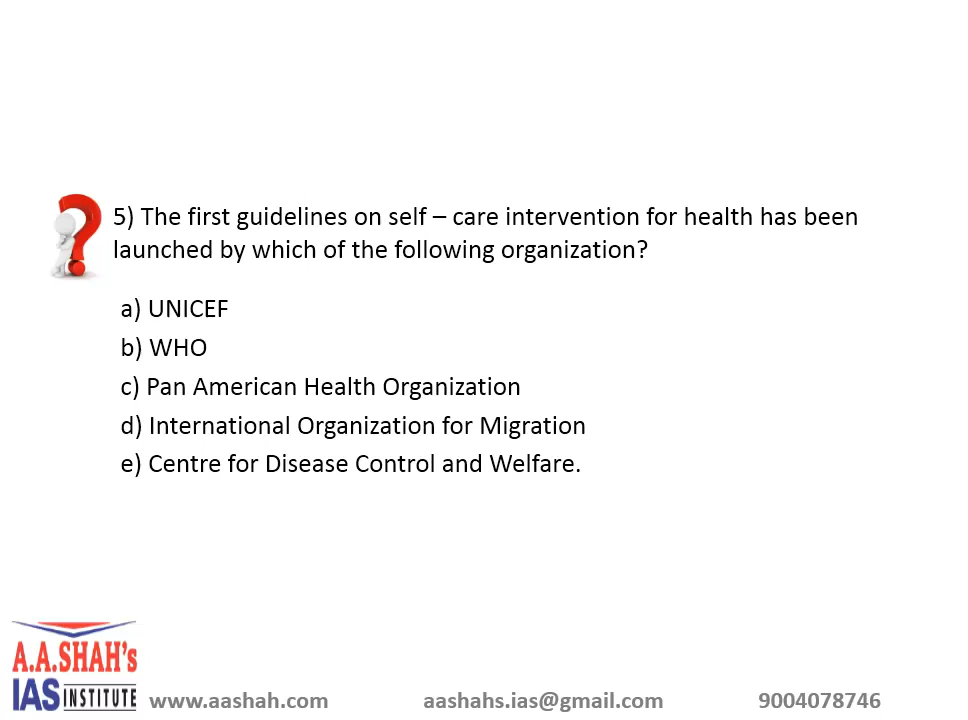 5) The first guidelines on self – care intervention for health has been
launched by which of the following organization?
a) UNICEF
b) WHO
c) Pan American Health Organization
d) International Organization for Migration
e) Centre for Disease Control and Welfare.
A.A.SHAH's
IAS INSTITUTE
www.aashah.com aashahs.ias@gmail.com 9004078746